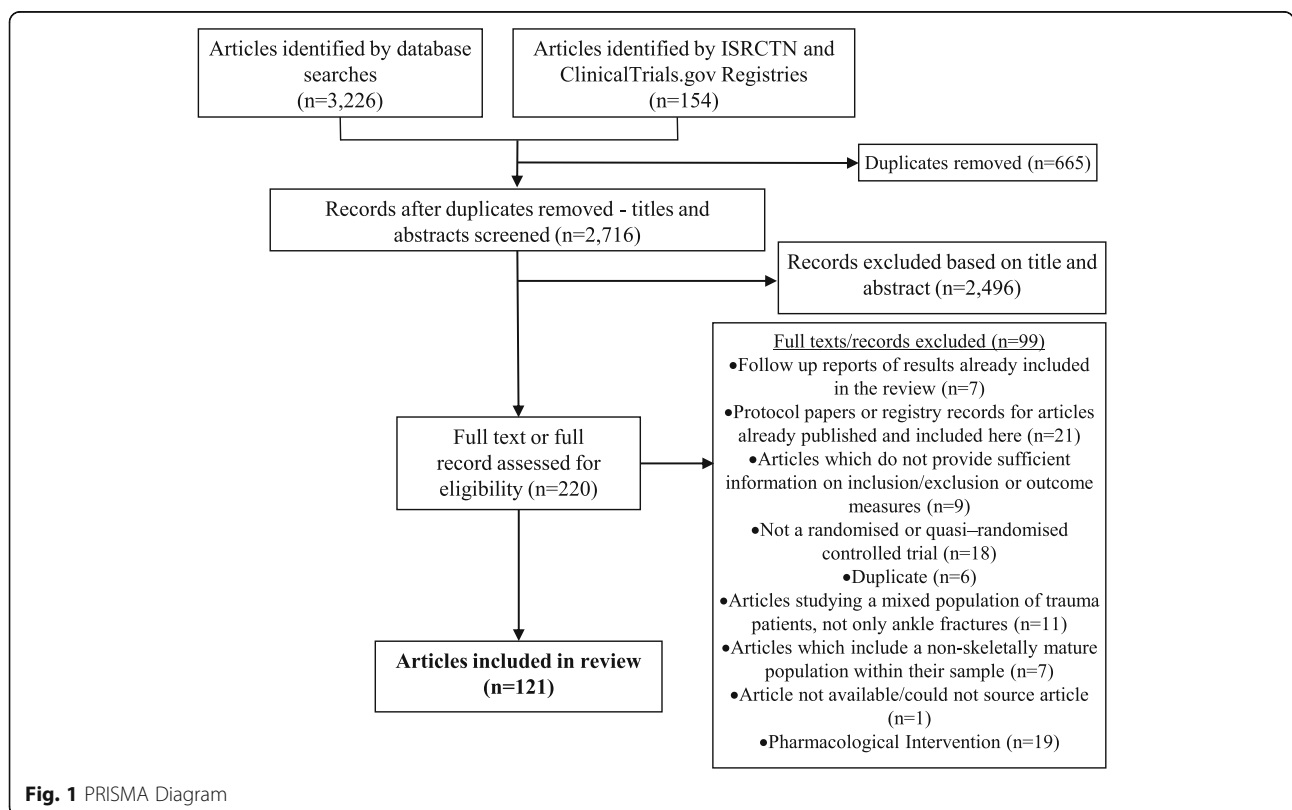 Articles identified by database
searches
(n=3,226)
Articles identified by ISRCTN and
ClinicalTrials.gov Registries
(n=154)
Duplicates removed (n=665)
Records after duplicates removed - titles and
abstracts screened (n=2,716)
Records excluded based on title and
abstract (n=2,496)
Full text or full
record assessed for
eligibility (n=220)
Full texts/records excluded (n=99)
•Follow up reports of results already included
in the review (n=7)
•Protocol papers or registry records for articles
already published and included here (n=21)
•Articles which do not provide sufficient
information on inclusion/exclusion or outcome
measures (n=9)
•Not a randomised or quasi–randomised
controlled trial (n=18)
•Duplicate (n=6)
•Articles studying a mixed population of trauma
patients, not only ankle fractures (n=11)
•Articles which include a non-skeletally mature
population within their sample (n=7)
•Article not available/could not source article
(n=1)
•Pharmacological Intervention (n=19)
Articles included in review
(n=121)
Fig. 1 PRISMA Diagram